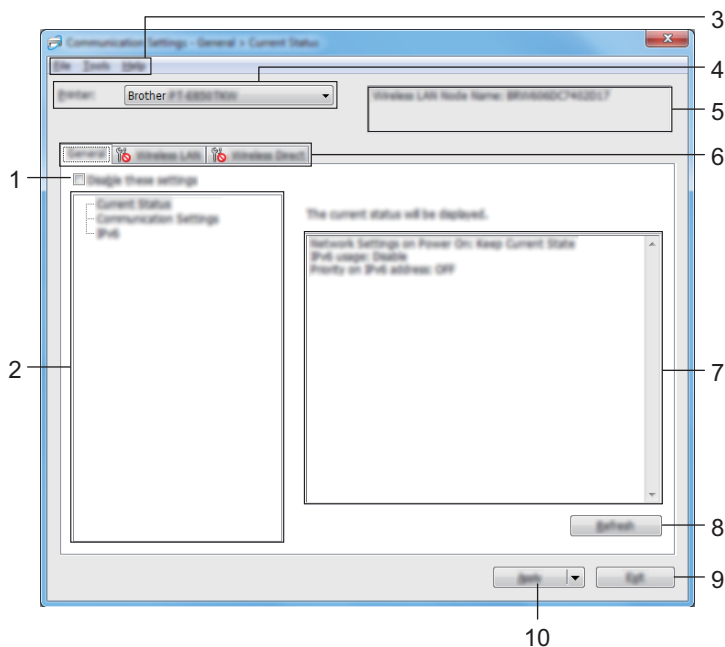 3
Communication Settings - General > Current Status
File Tools Help
4
Printer:
Brother PT-E850TKW
Wireless LAN Node Name:
5
General
Wireless LAN
Wireless Direct
6
1
Disable these settings
Current Status
Communication Settings
IPv6
The current status will be displayed.
Network Settings on Power On: Keep Current State
IPv6 usage: Disable
Priority on IPv6 address: OFF
2
7
Refresh
8
Apply
Exit
9
10